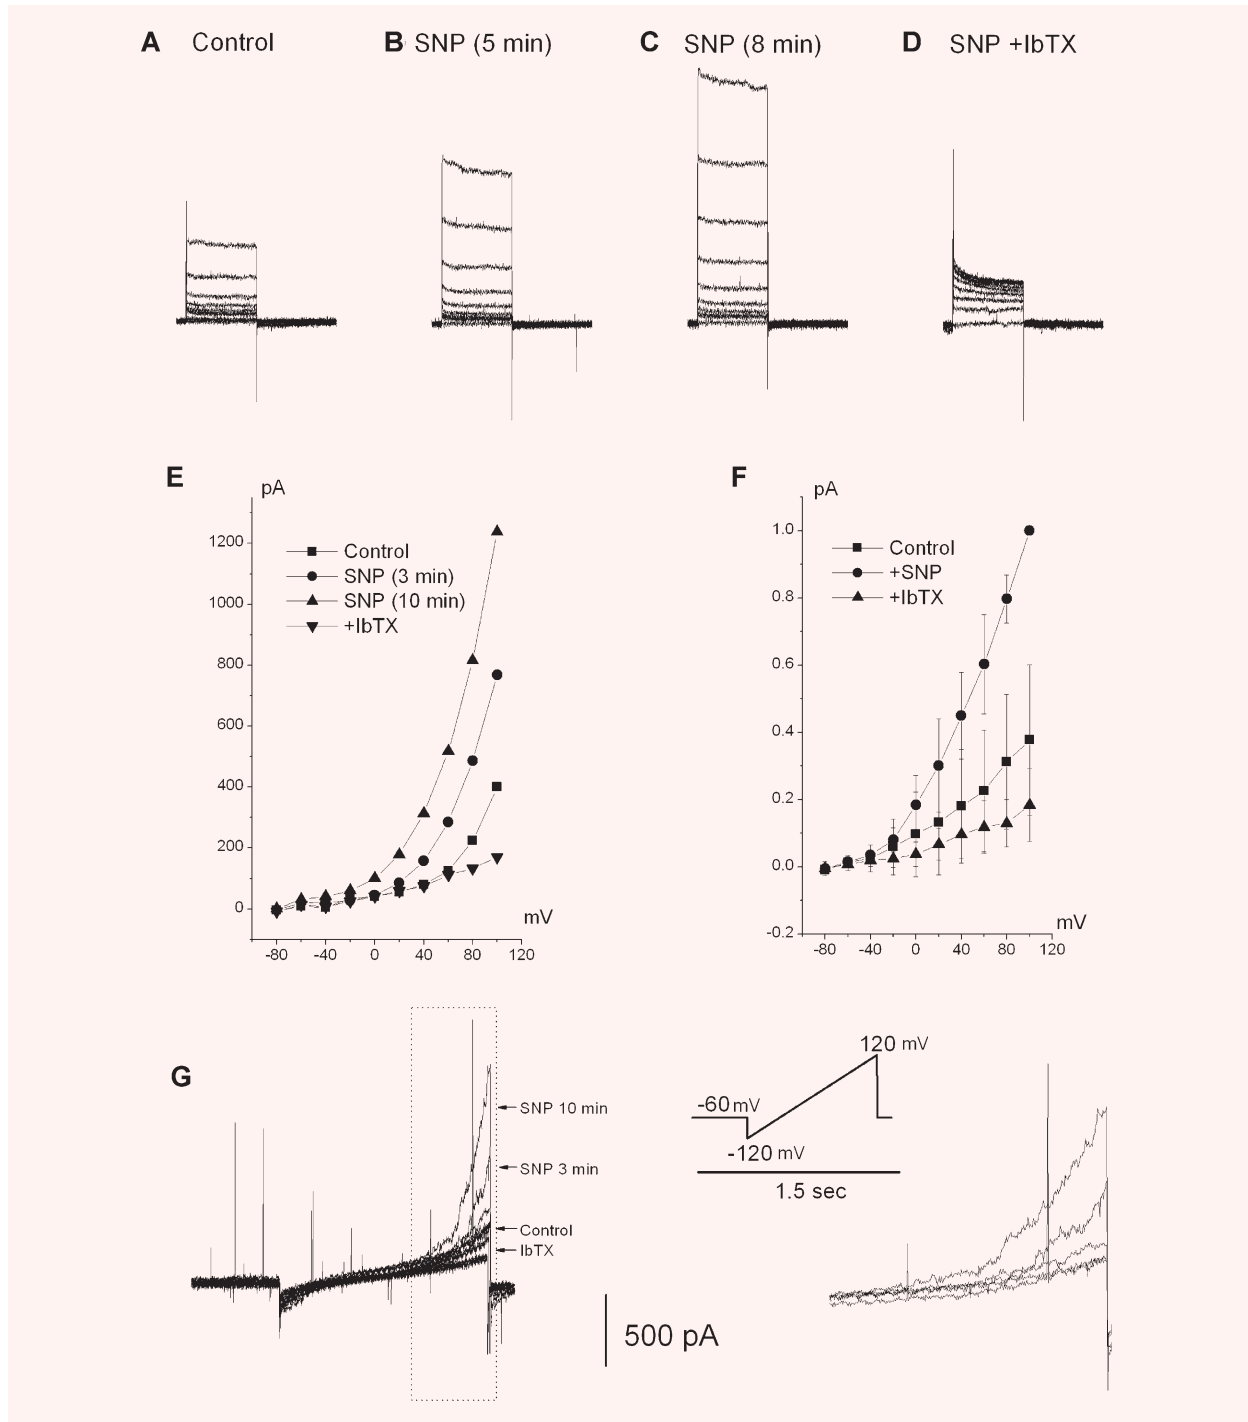 A Control
B SNP (5 min)
C SNP (8 min)
D SNP +IbTX
E
pA
1200
1000
800
600
400
200
0
-80
-40
0
40
80
120
mV
Control
SNP (3 min)
SNP (10 min)
+IbTX
F
pA
1.0
0.8
0.6
0.4
0.2
0.0
-0.2
-80
-40
0
40
80
120
mV
Control
+SNP
+IbTX
G
SNP 10 min
SNP 3 min
Control
IbTX
120 mV
-60 mV
-120 mV
1.5 sec
500 pA